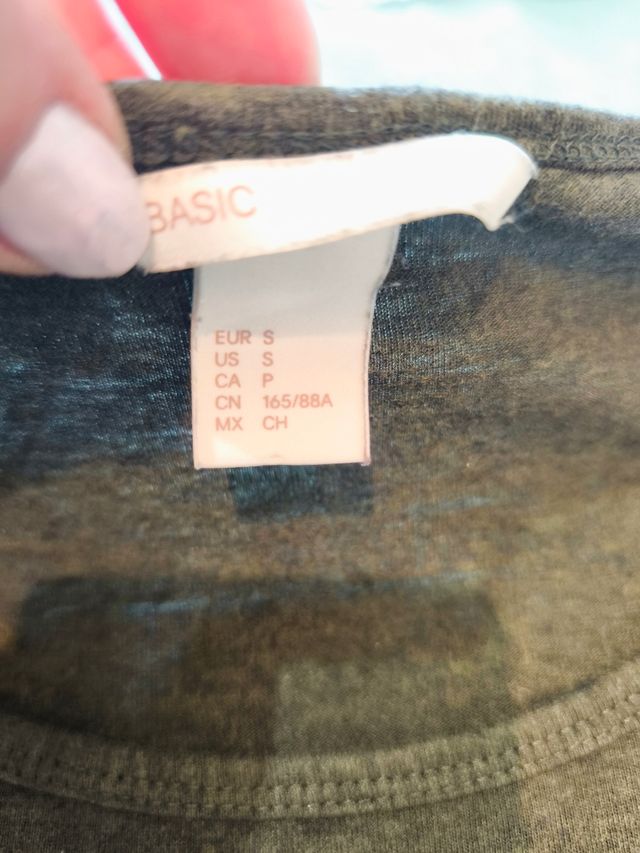 BASIC
EUR S
US S
CA P
CN 165/88A
MX CH